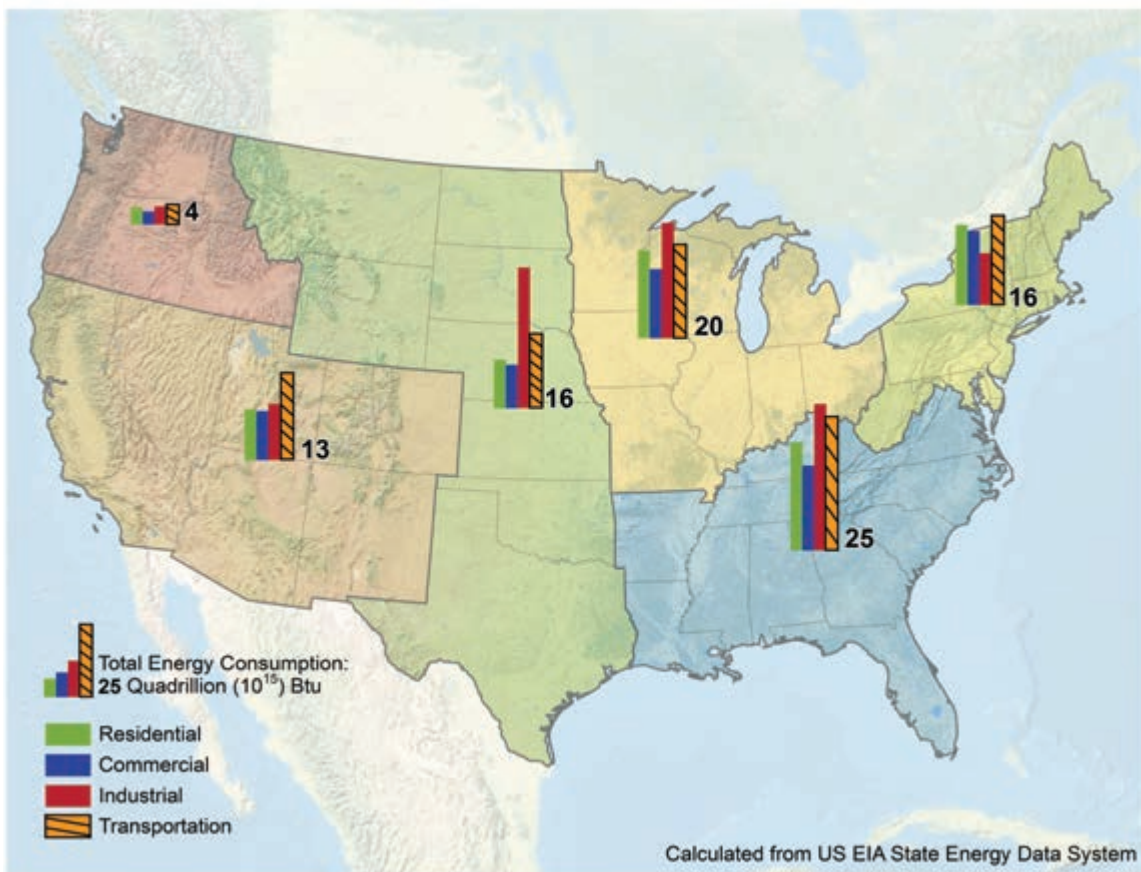 4
16
20
16
13
25
Total Energy Consumption:
25 Quadrillion (10¹⁵) Btu
Residential
Commercial
Industrial
Transportation
Calculated from US EIA State Energy Data System